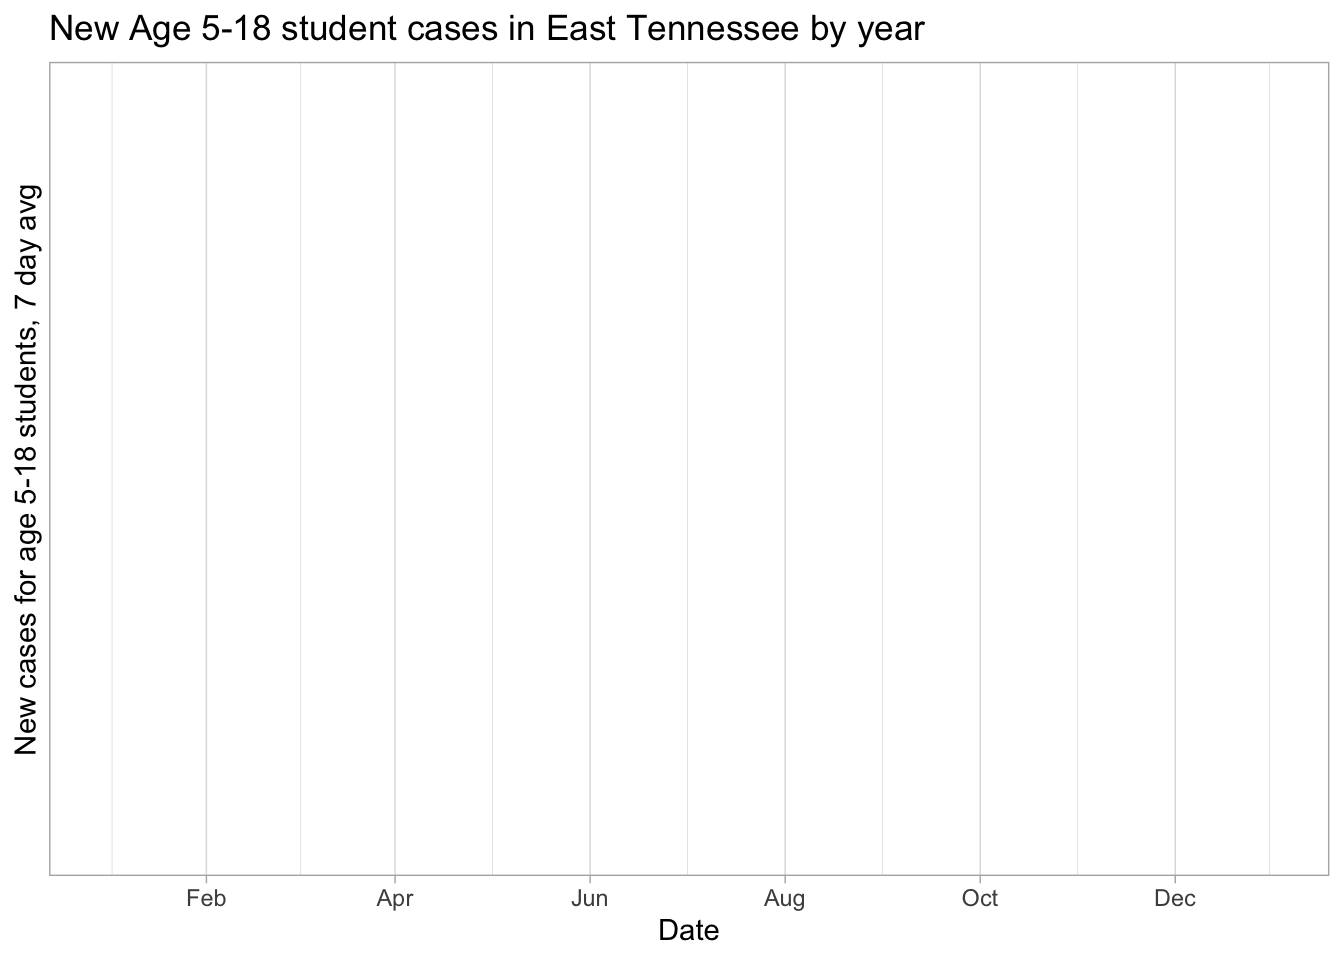 New Age 5-18 student cases in East Tennessee by year
New cases for age 5-18 students, 7 day avg
Feb Apr Jun Aug Oct Dec
Date